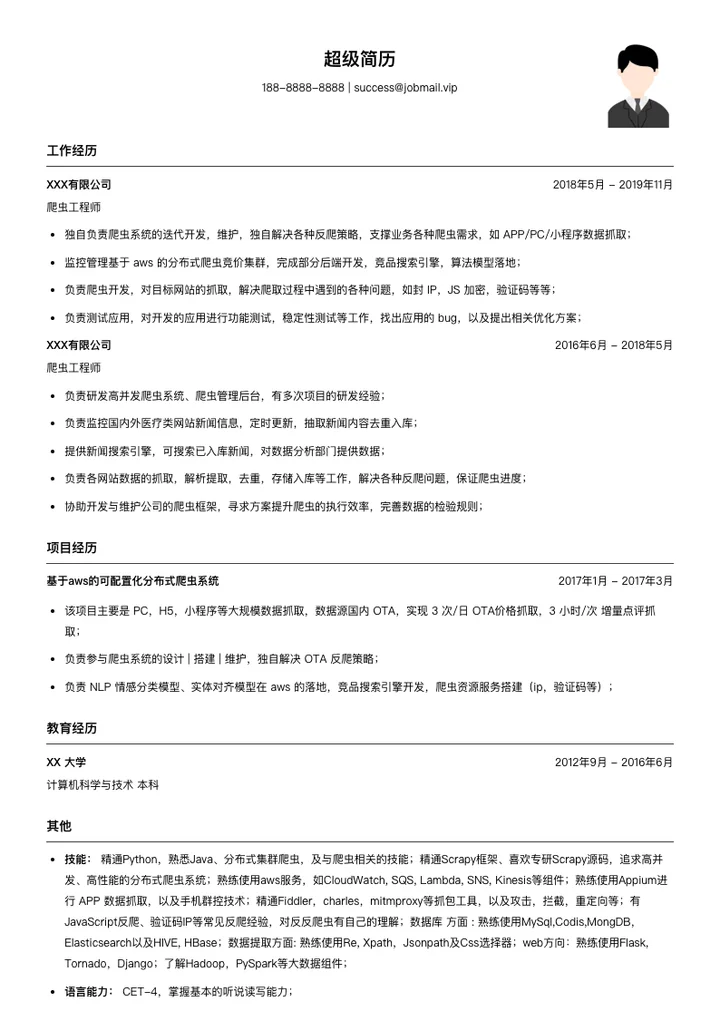 超级简历
188-8888-8888 | success@jobmail.vip
工作经历
XXX有限公司 2018年5月 – 2019年11月
爬虫工程师
• 独自负责爬虫系统的迭代开发，维护，独自解决各种反爬策略，支撑业务各种爬虫需求，如 APP/PC/小程序数据抓取；
• 监控管理基于 aws 的分布式爬虫竞价集群，完成部分后端开发，竞品搜索引擎，算法模型落地；
• 负责爬虫开发，对目标网站的抓取，解决爬取过程中遇到的各种问题，如封 IP，JS 加密，验证码等等；
• 负责测试应用，对开发的应用进行功能测试，稳定性测试等工作，找出应用的 bug，以及提出相关优化方案；
XXX有限公司 2016年6月 – 2018年5月
爬虫工程师
• 负责研发高并发爬虫系统、爬虫管理后台，有多次项目的研发经验；
• 负责监控国内外医疗类网站新闻信息，定时更新，抽取新闻内容去重入库；
• 提供新闻搜索引擎，可搜索已入库新闻，对数据分析部门提供数据；
• 负责各网站数据的抓取，解析提取，去重，存储入库等工作，解决各种反爬问题，保证爬虫进度；
• 协助开发与维护公司的爬虫框架，寻求方案提升爬虫的执行效率，完善数据的检验规则；
项目经历
基于aws的可配置化分布式爬虫系统 2017年1月 – 2017年3月
• 该项目主要是 PC，H5，小程序等大规模数据抓取，数据源国内 OTA，实现 3 次/日 OTA价格抓取，3 小时/次 增量点评抓
取；
• 负责参与爬虫系统的设计 | 搭建 | 维护，独自解决 OTA 反爬策略；
• 负责 NLP 情感分类模型、实体对齐模型在 aws 的落地，竞品搜索引擎开发，爬虫资源服务搭建（ip，验证码等）；
教育经历
XX 大学 2012年9月 – 2016年6月
计算机科学与技术 本科
其他
• 技能： 精通Python，熟悉Java、分布式集群爬虫，及与爬虫相关的技能；精通Scrapy框架、喜欢专研Scrapy源码，追求高并
发、高性能的分布式爬虫系统；熟练使用aws服务，如CloudWatch, SQS, Lambda, SNS, Kinesis等组件；熟练使用Appium进
行 APP 数据抓取，以及手机群控技术；精通Fiddler，charles，mitmproxy等抓包工具，以及攻击，拦截，重定向等；有
JavaScript反爬、验证码IP等常见反爬经验，对反反爬虫有自己的理解；数据库 方面：熟练使用MySql,Codis,MongDB,
Elasticsearch以及HIVE, HBase；数据提取方面: 熟练使用Re, Xpath，Jsonpath及Css选择器；web方向：熟练使用Flask,
Tornado，Django；了解Hadoop，PySpark等大数据组件；
• 语言能力： CET-4，掌握基本的听说读写能力；